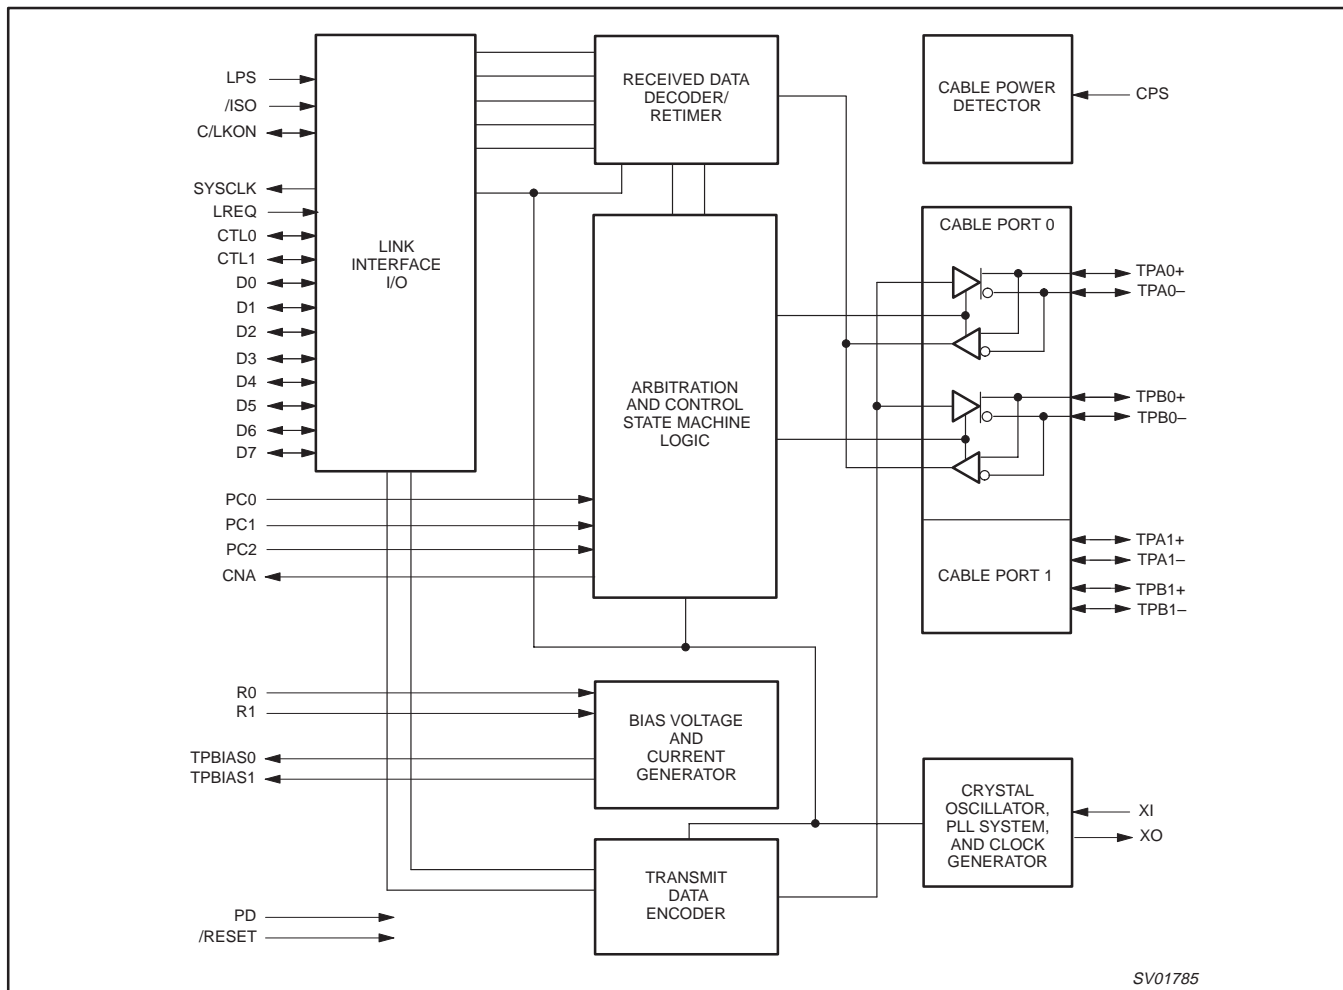 LPS
/ISO
C/LKON
SYSCLK
LREQ
CTL0
CTL1
D0
D1
D2
D3
D4
D5
D6
D7
LINK
INTERFACE
I/O
RECEIVED DATA
DECODER/
RETIMER
CABLE POWER
DETECTOR
CPS
CABLE PORT 0
TPA0+
TPA0–
TPB0+
TPB0–
ARBITRATION
AND CONTROL
STATE MACHINE
LOGIC
PC0
PC1
PC2
CNA
CABLE PORT 1
TPA1+
TPA1–
TPB1+
TPB1–
R0
R1
TPBIAS0
TPBIAS1
BIAS VOLTAGE
AND
CURRENT
GENERATOR
CRYSTAL
OSCILLATOR,
PLL SYSTEM,
AND CLOCK
GENERATOR
XI
XO
TRANSMIT
DATA
ENCODER
PD
/RESET
SV01785